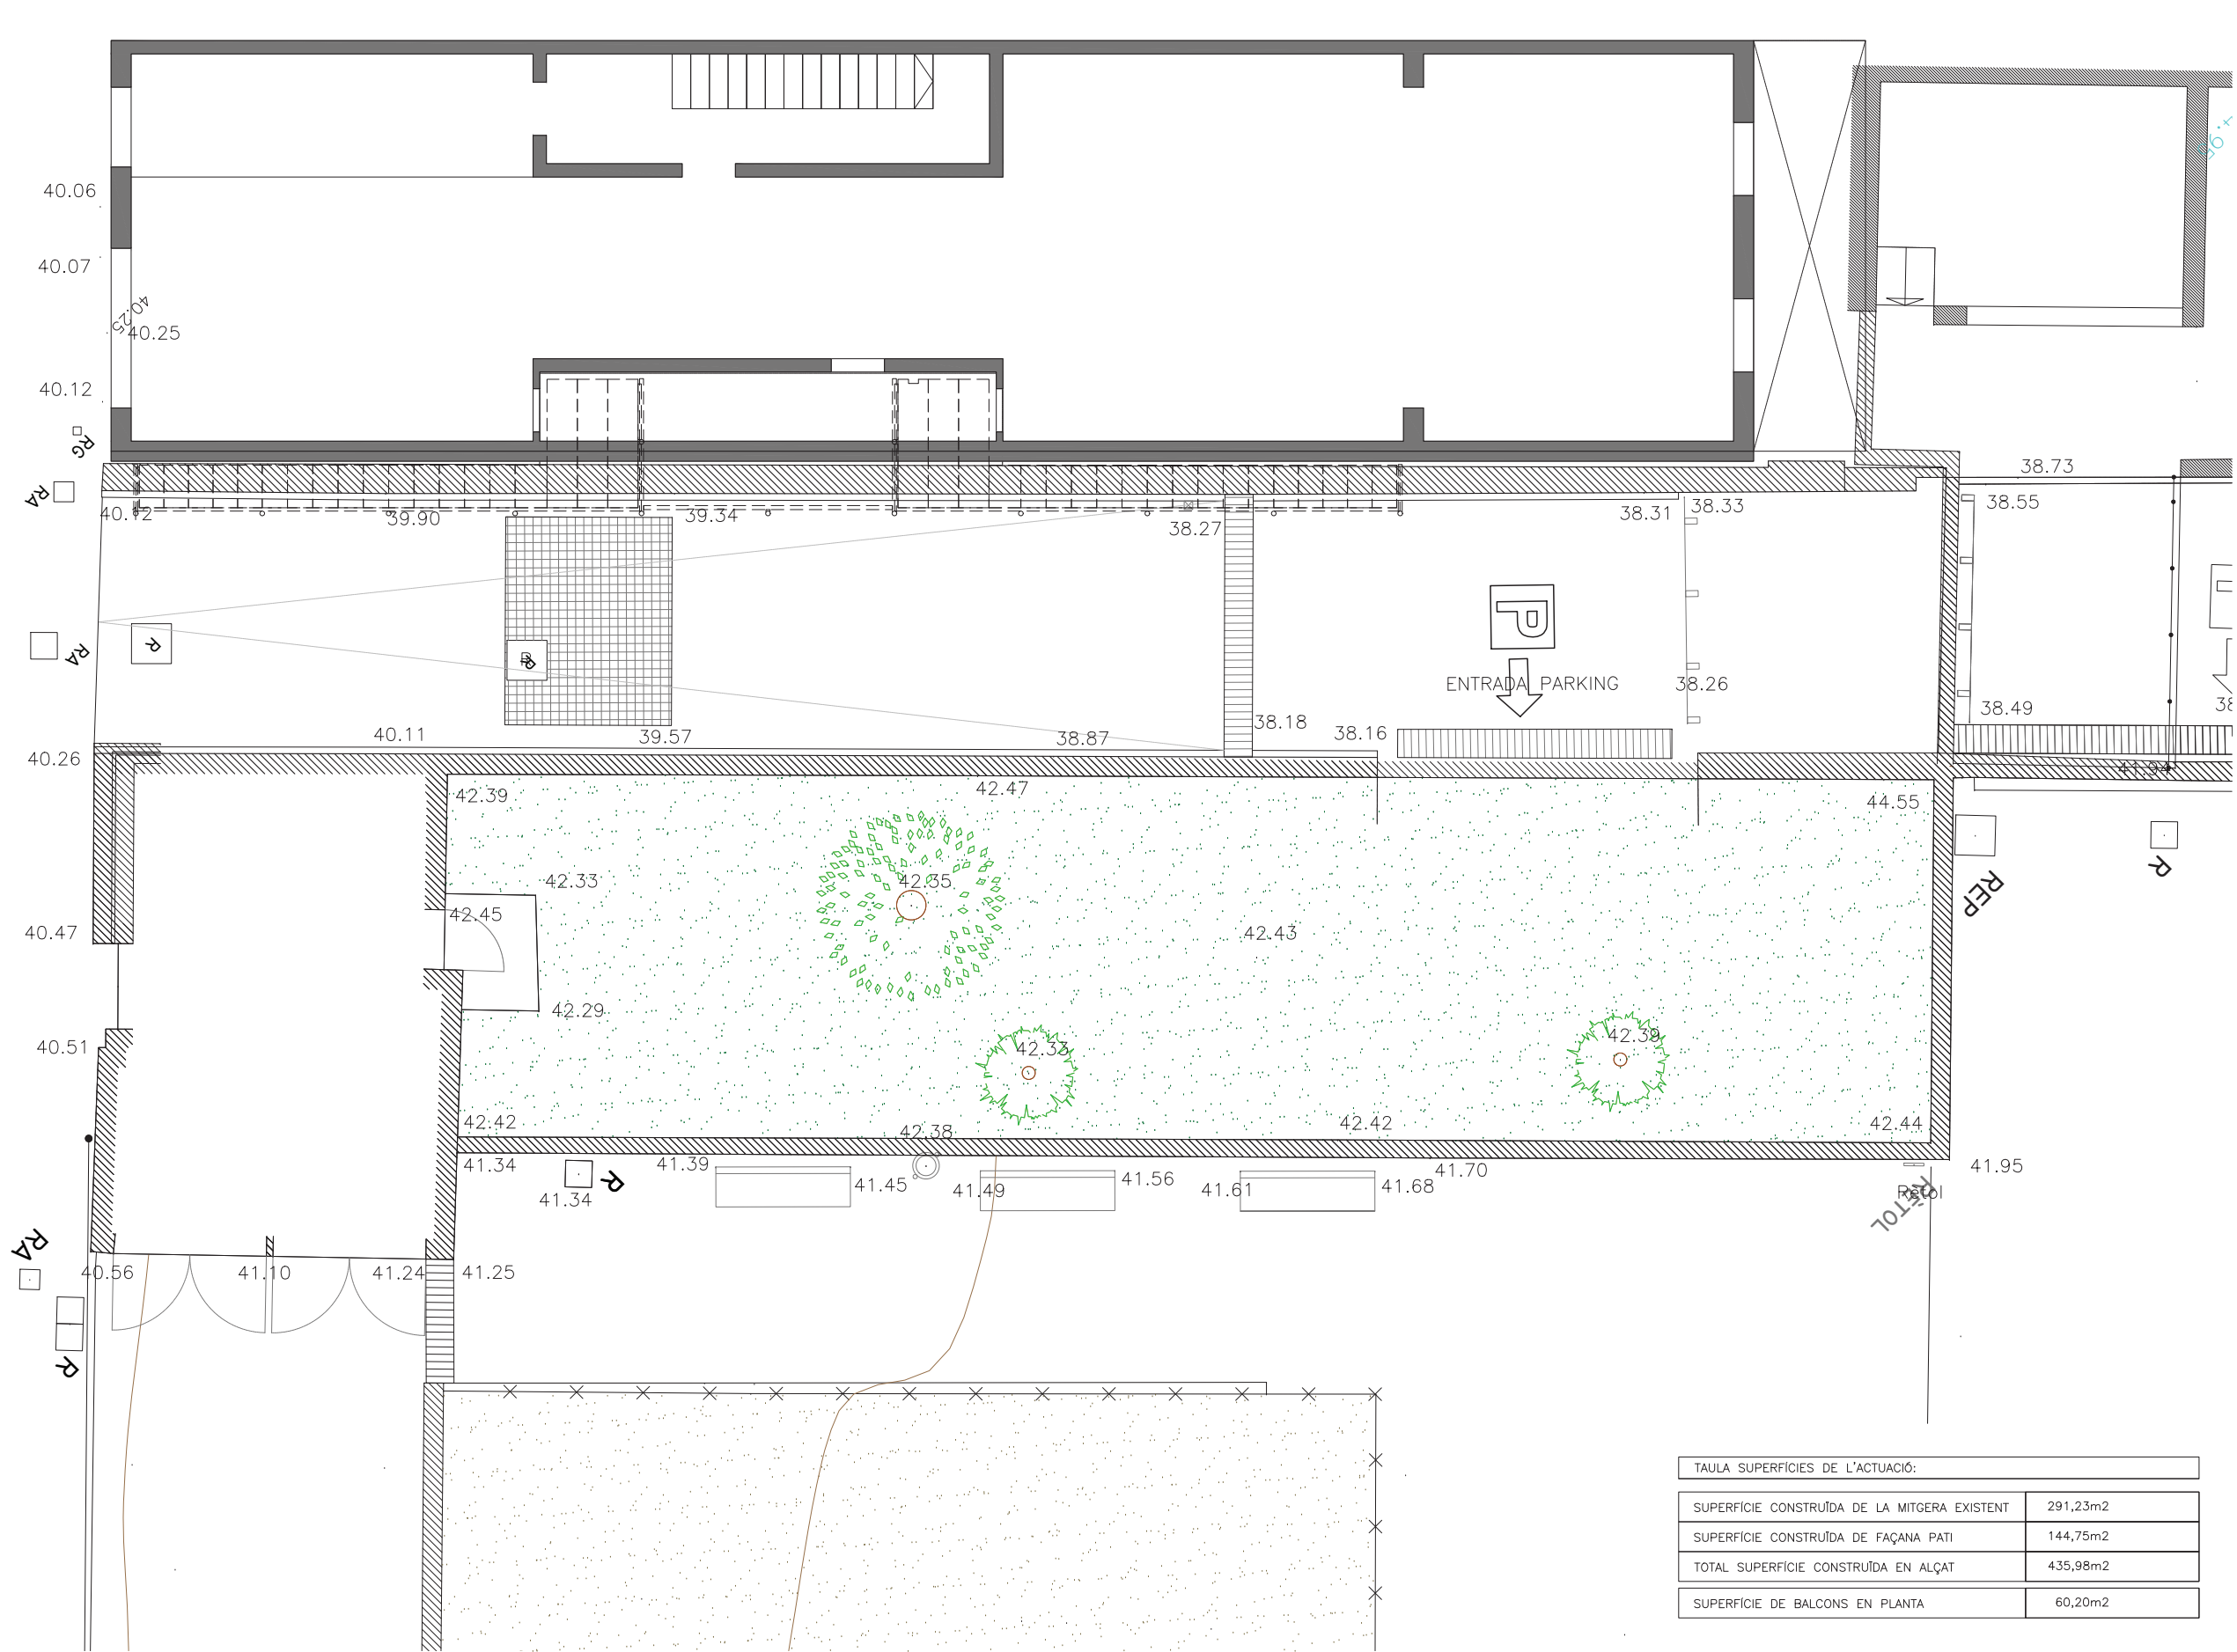 40.06
40.07
40.25
40.25
40.12
RG
RA
38.73
38.55
40.12
39.90
39.34
38.27
38.31
38.33
P
RA
R
R
ENTRADA PARKING
38.26
38.49
38.18
38.16
40.11
39.57
38.87
40.26
41.94
42.39
42.47
44.55
42.33
42.35
42.45
REP
R
40.47
42.43
42.29
40.51
42.33
42.39
42.42
42.38
42.42
42.44
41.34
41.39
41.70
41.95
R
41.34
41.45
41.49
41.56
41.61
41.68
Rètol
RÈTOL
RA
40.56
41.10
41.24
41.25
R
TAULA SUPERFÍCIES DE L'ACTUACIÓ:
SUPERFÍCIE CONSTRUÏDA DE LA MITGERA EXISTENT 291,23m2
SUPERFÍCIE CONSTRUÏDA DE FAÇANA PATI 144,75m2
TOTAL SUPERFÍCIE CONSTRUÏDA EN ALÇAT 435,98m2
SUPERFÍCIE DE BALCONS EN PLANTA 60,20m2